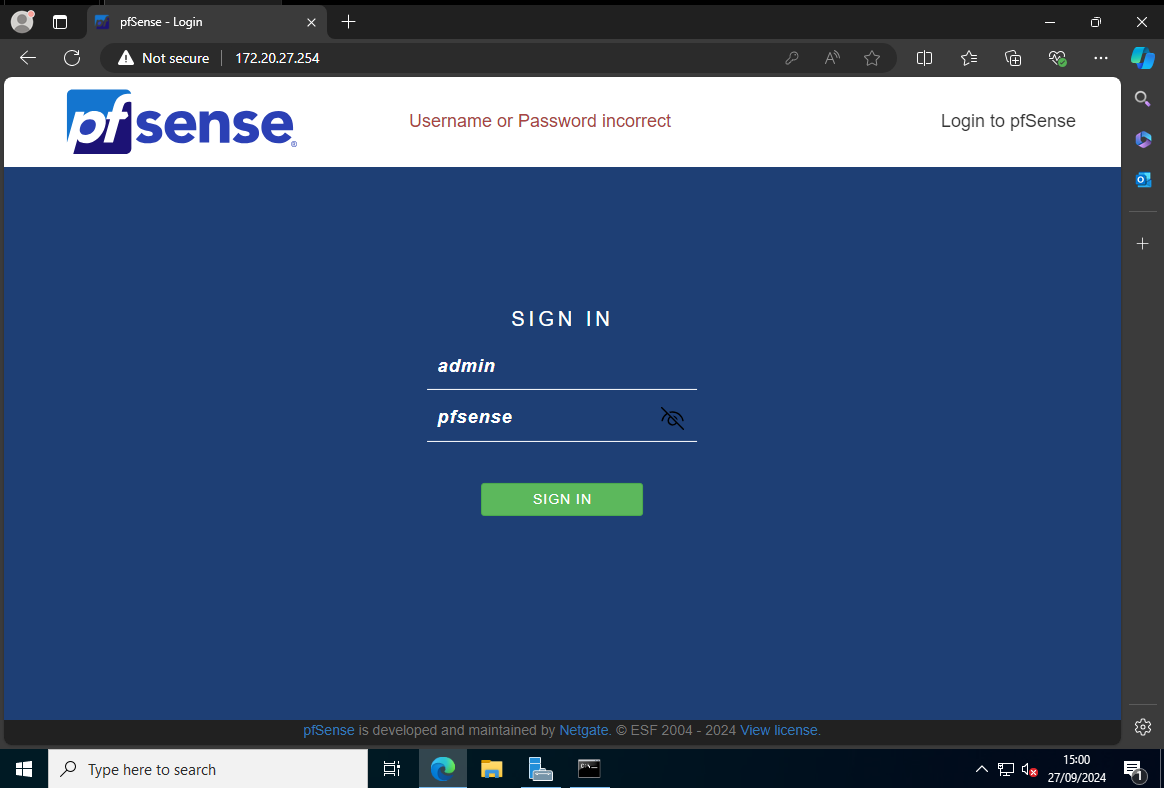 pfSense - Login
Not secure 172.20.27.254
pfsense®
Username or Password incorrect
Login to pfSense
SIGN IN
admin
pfsense
SIGN IN
pfSense is developed and maintained by Netgate. © ESF 2004 - 2024 View license.
Type here to search
15:00
27/09/2024
1